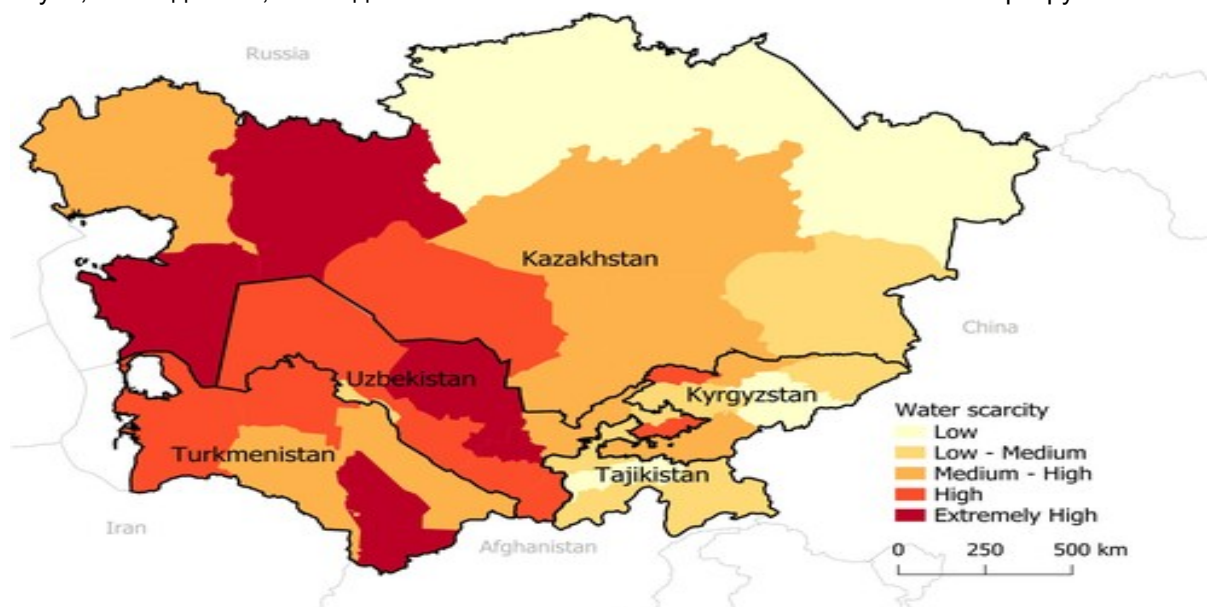 Russia
Kazakhstan
China
Uzbekistan
Kyrgyzstan
Turkmenistan
Tajikistan
Iran
Afghanistan
Water scarcity
Low
Low - Medium
Medium - High
High
Extremely High
0 250 500 km